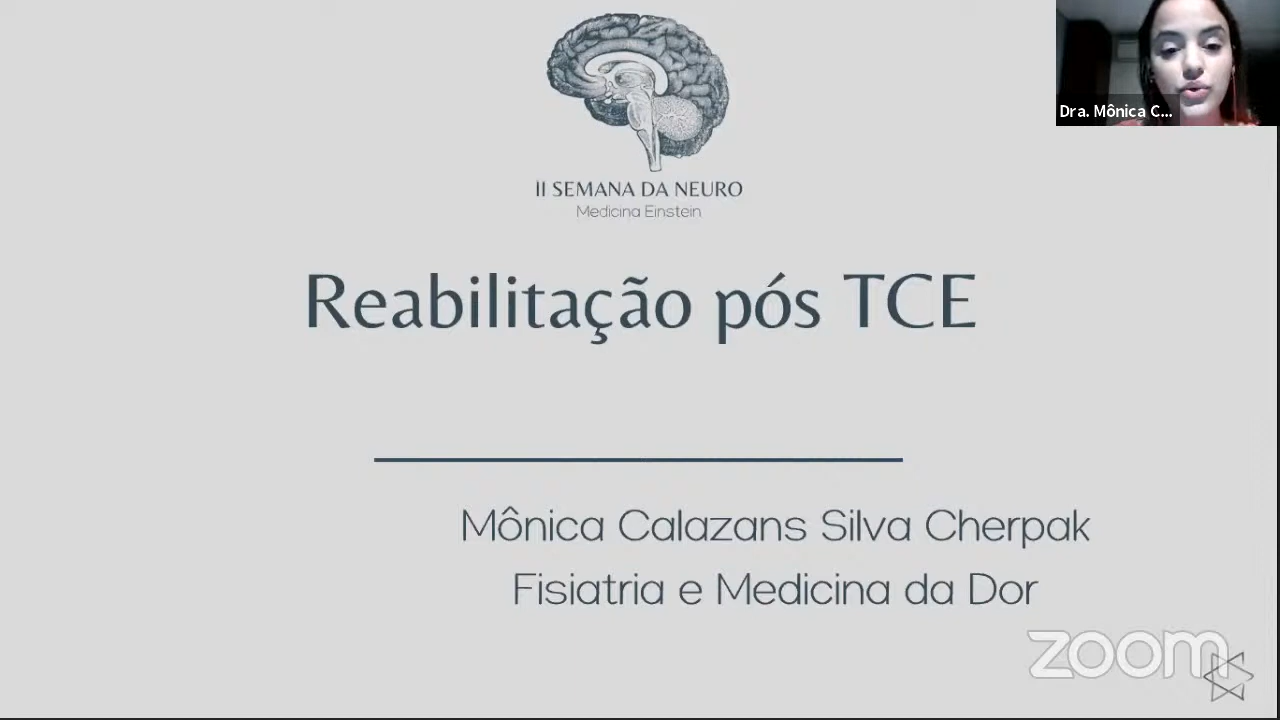 II SEMANA DA NEURO
Medicina Einstein
Dra. Mônica C...
Reabilitação pós TCE
Mônica Calazans Silva Cherpak
Fisiatria e Medicina da Dor
zoom